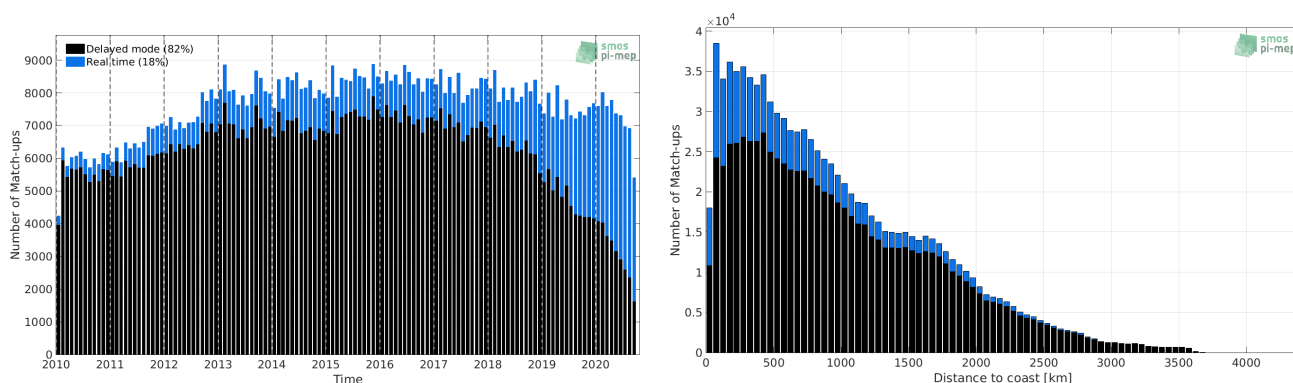 Delayed mode (82%)
Real time (18%)
smos
pi-mep
Number of Match-ups
9000
8000
7000
6000
5000
4000
3000
2000
1000
0
2010 2011 2012 2013 2014 2015 2016 2017 2018 2019 2020
Time
×10⁴
smos
pi-mep
Number of Match-ups
4
3.5
3
2.5
2
1.5
1
0.5
0
0 500 1000 1500 2000 2500 3000 3500 4000
Distance to coast [km]